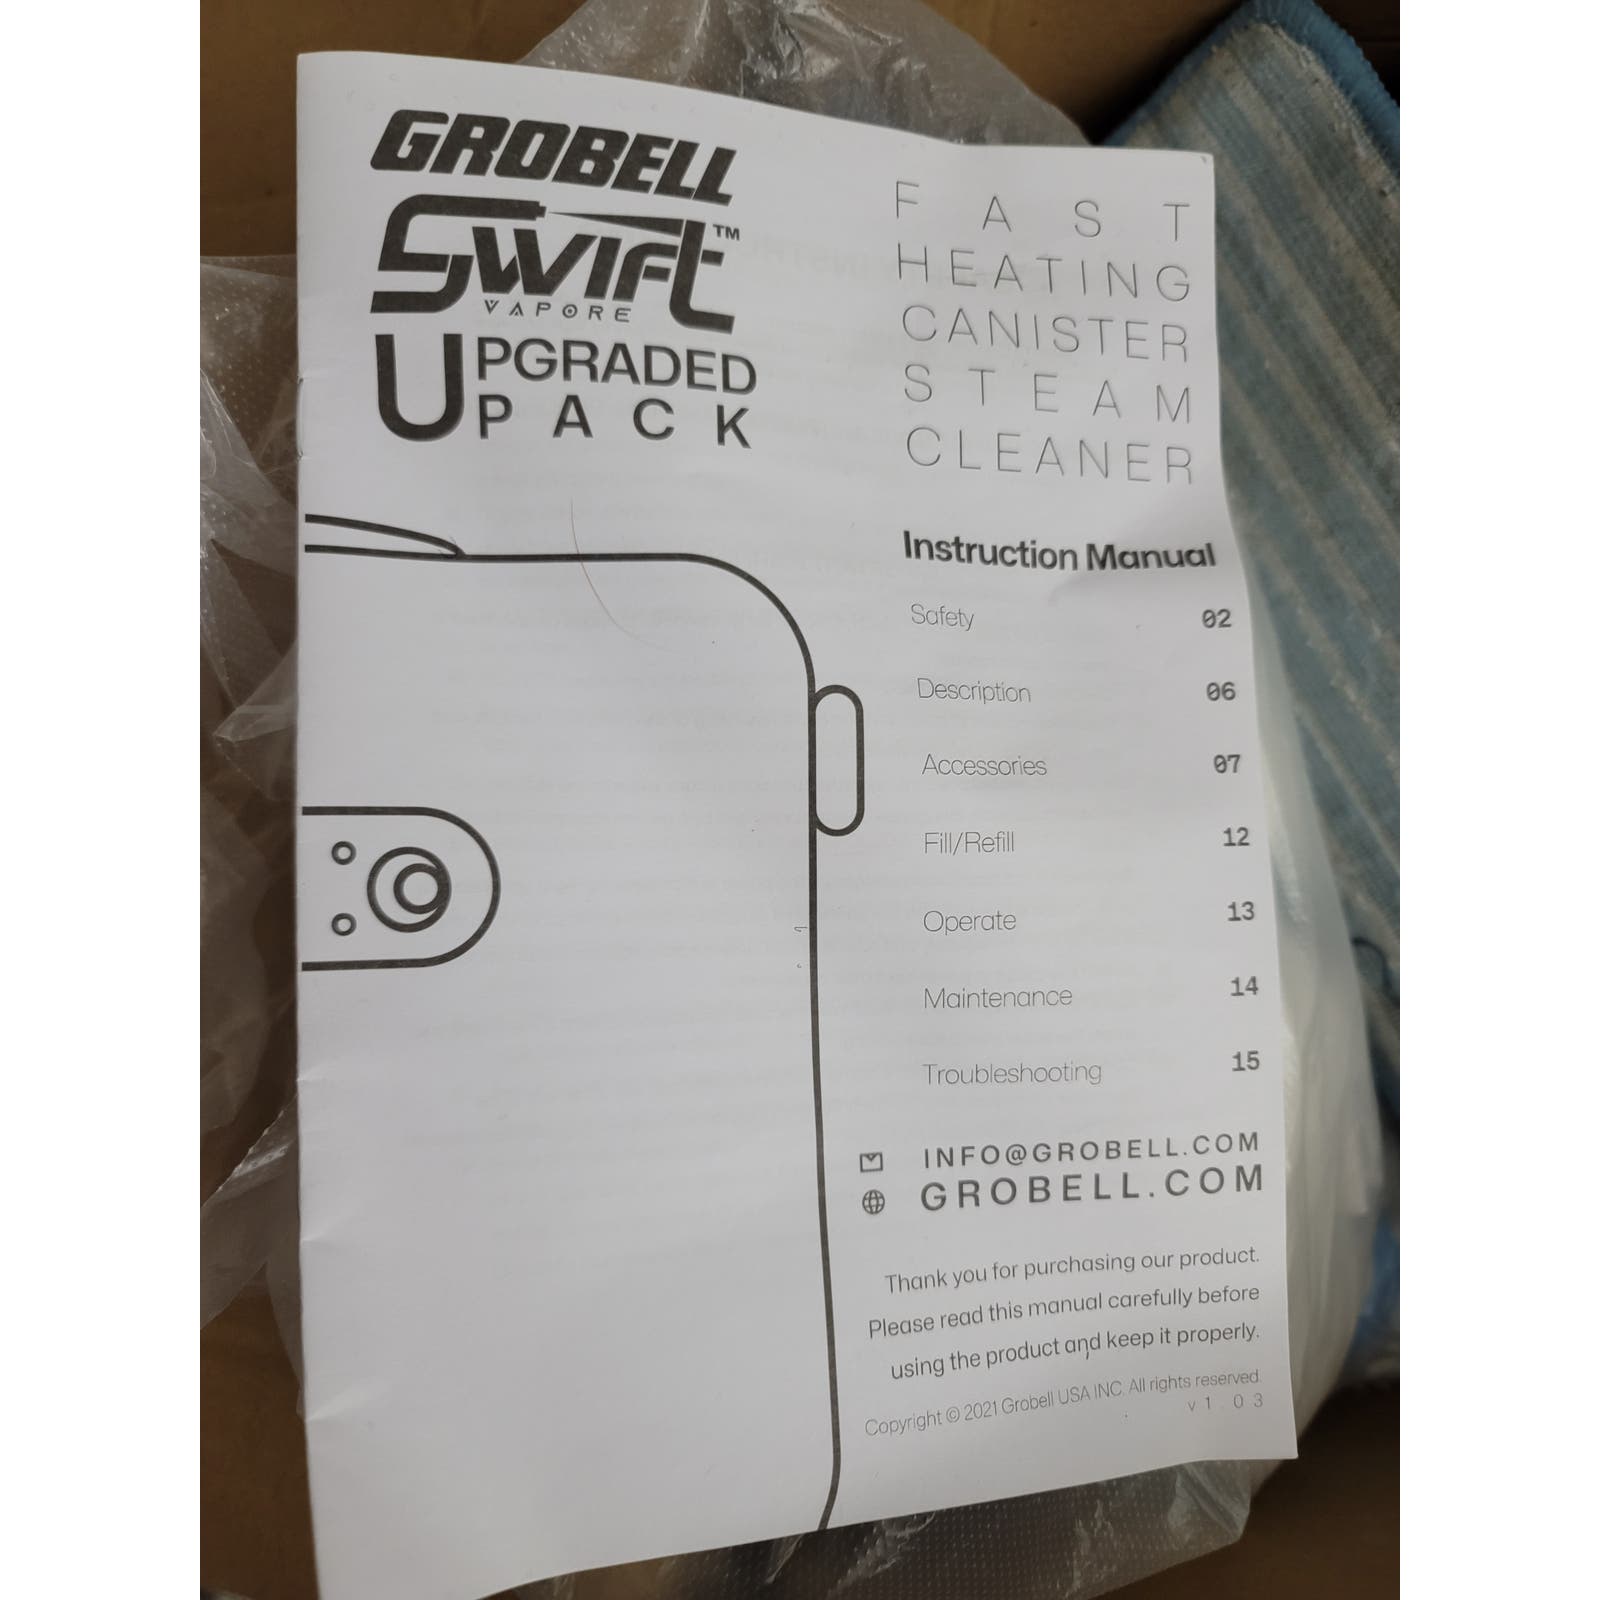 GROBELL
SWIFT™
VAPORE
UPGRADED
PACK
FAST
HEATING
CANISTER
STEAM
CLEANER
Instruction Manual
Safety 02
Description 06
Accessories 07
Fill/Refill 12
Operate 13
Maintenance 14
Troubleshooting 15
INFO@GROBELL.COM
GROBELL.COM
Thank you for purchasing our product.
Please read this manual carefully before
using the product and keep it properly.
Copyright © 2021 Grobell USA INC. All rights reserved.
v1 03